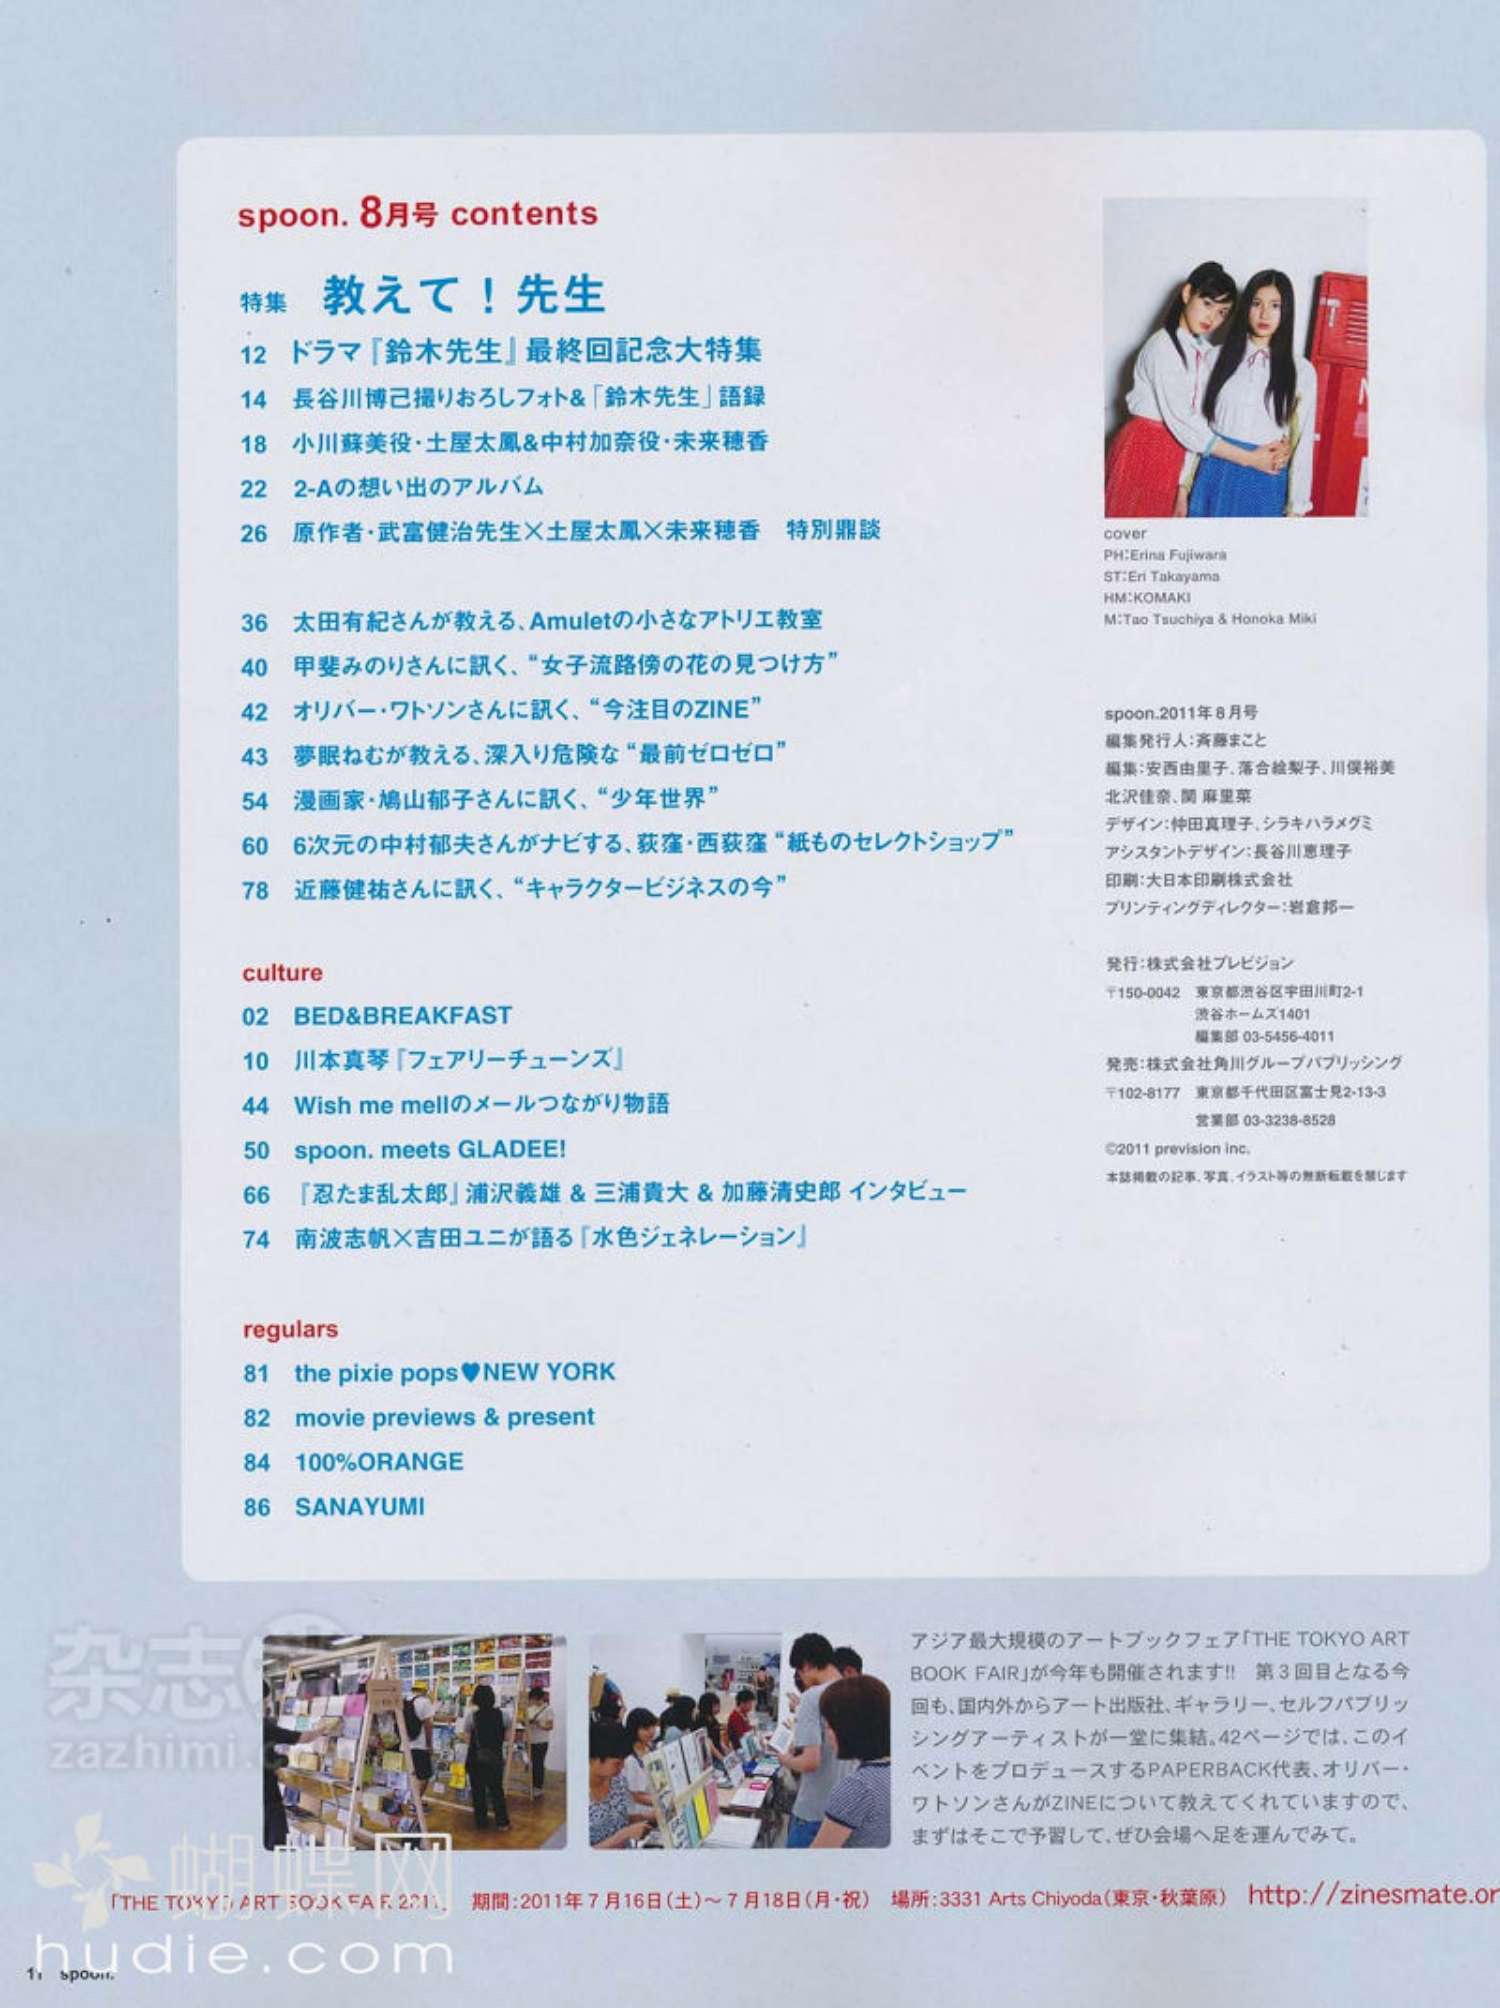 spoon. 8月号 contents
特集 教えて！先生
12 ドラマ『鈴木先生』最終回記念大特集
14 長谷川博己撮りおろしフォト&「鈴木先生」語録
18 小川蘇美役・土屋太鳳&中村加奈役・未来穂香
22 2-Aの想い出のアルバム
26 原作者・武富健治先生×土屋太鳳×未来穂香 特別鼎談
36 太田有紀さんが教える、Amuletの小さなアトリエ教室
40 甲斐みのりさんに訊く、“女子流路傍の花の見つけ方”
42 オリバー・ワトソンさんに訊く、“今注目のZINE”
43 夢眠ねむが教える、深入り危険な“最前ゼロゼロ”
54 漫画家・鳩山郁子さんに訊く、“少年世界”
60 6次元の中村郁夫さんがナビする、荻窪・西荻窪“紙ものセレクトショップ”
78 近藤健祐さんに訊く、“キャラクタービジネスの今”
culture
02 BED&BREAKFAST
10 川本真琴『フェアリーチューンズ』
44 Wish me mellのメールつながり物語
50 spoon. meets GLADEE!
66 『忍たま乱太郎』浦沢義雄 & 三浦貴大 & 加藤清史郎 インタビュー
74 南波志帆×吉田ユニが語る『水色ジェネレーション』
regulars
81 the pixie pops♥NEW YORK
82 movie previews & present
84 100%ORANGE
86 SANAYUMI
cover
PH:Erina Fujiwara
ST:Eri Takayama
HM:KOMAKI
M:Tao Tsuchiya & Honoka Miki
spoon.2011年8月号
編集発行人:斉藤まこと
編集:安西由里子、落合絵梨子、川俣裕美
北沢佳奈、関 麻里菜
デザイン:仲田真理子、シラキハラメグミ
アシスタントデザイン:長谷川恵理子
印刷:大日本印刷株式会社
プリンティングディレクター:岩倉邦一
発行:株式会社プレビジョン
〒150-0042 東京都渋谷区宇田川町2-1
渋谷ホームズ1401
編集部 03-5456-4011
発売:株式会社角川グループパブリッシング
〒102-8177 東京都千代田区富士見2-13-3
営業部 03-3238-8528
©2011 prevision inc.
本誌掲載の記事、写真、イラスト等の無断転載を禁じます
アジア最大規模のアートブックフェア「THE TOKYO ART
BOOK FAIR」が今年も開催されます!! 第3回目となる今
回も、国内外からアート出版社、ギャラリー、セルフパブリッ
シングアーティストが一堂に集結。42ページでは、このイ
ベントをプロデュースするPAPERBACK代表、オリバー・
ワトソンさんがZINEについて教えてくれていますので、
まずはそこで予習して、ぜひ会場へ足を運んでみて。
「THE TOKYO ART BOOK FAIR 2011」 期間:2011年7月16日(土)〜7月18日(月・祝) 場所:3331 Arts Chiyoda(東京・秋葉原) http://zinesmate.or
11 spoon.
杂志
zazhimi.
蝴蝶网
hudie.com